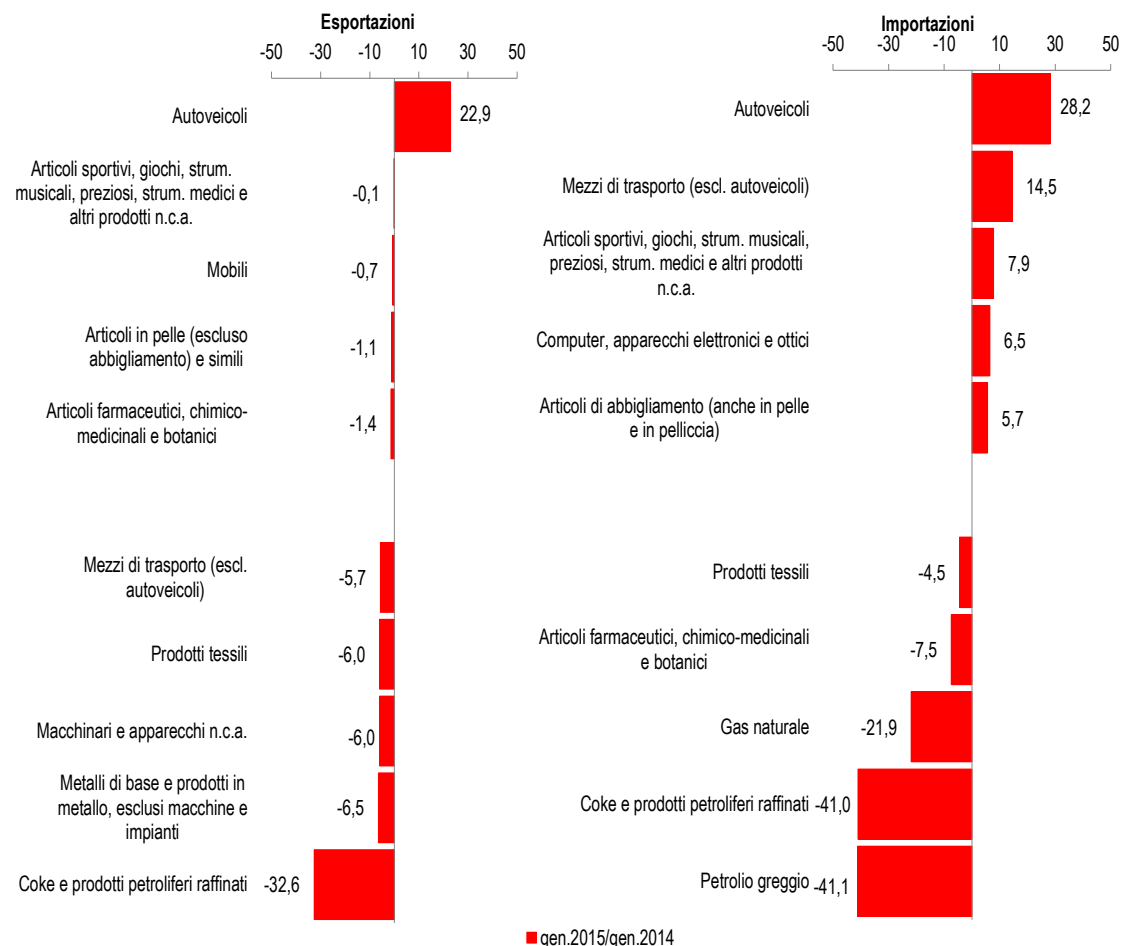 Esportazioni
-50 -30 -10 10 30 50
Autoveicoli
22,9
Articoli sportivi, giochi, strum.
musicali, preziosi, strum. medici e
altri prodotti n.c.a.
-0,1
Mobili
-0,7
Articoli in pelle (escluso
abbigliamento) e simili
-1,1
Articoli farmaceutici, chimico-
medicinali e botanici
-1,4
Mezzi di trasporto (escl.
autoveicoli)
-5,7
Prodotti tessili
-6,0
Macchinari e apparecchi n.c.a.
-6,0
Metalli di base e prodotti in
metallo, esclusi macchine e
impianti
-6,5
Coke e prodotti petroliferi raffinati
-32,6
Importazioni
-50 -30 -10 10 30 50
Autoveicoli
28,2
Mezzi di trasporto (escl. autoveicoli)
14,5
Articoli sportivi, giochi, strum. musicali,
preziosi, strum. medici e altri prodotti
n.c.a.
7,9
Computer, apparecchi elettronici e ottici
6,5
Articoli di abbigliamento (anche in pelle
e in pelliccia)
5,7
Prodotti tessili
-4,5
Articoli farmaceutici, chimico-medicinali
e botanici
-7,5
Gas naturale
-21,9
Coke e prodotti petroliferi raffinati
-41,0
Petrolio greggio
-41,1
gen.2015/gen.2014